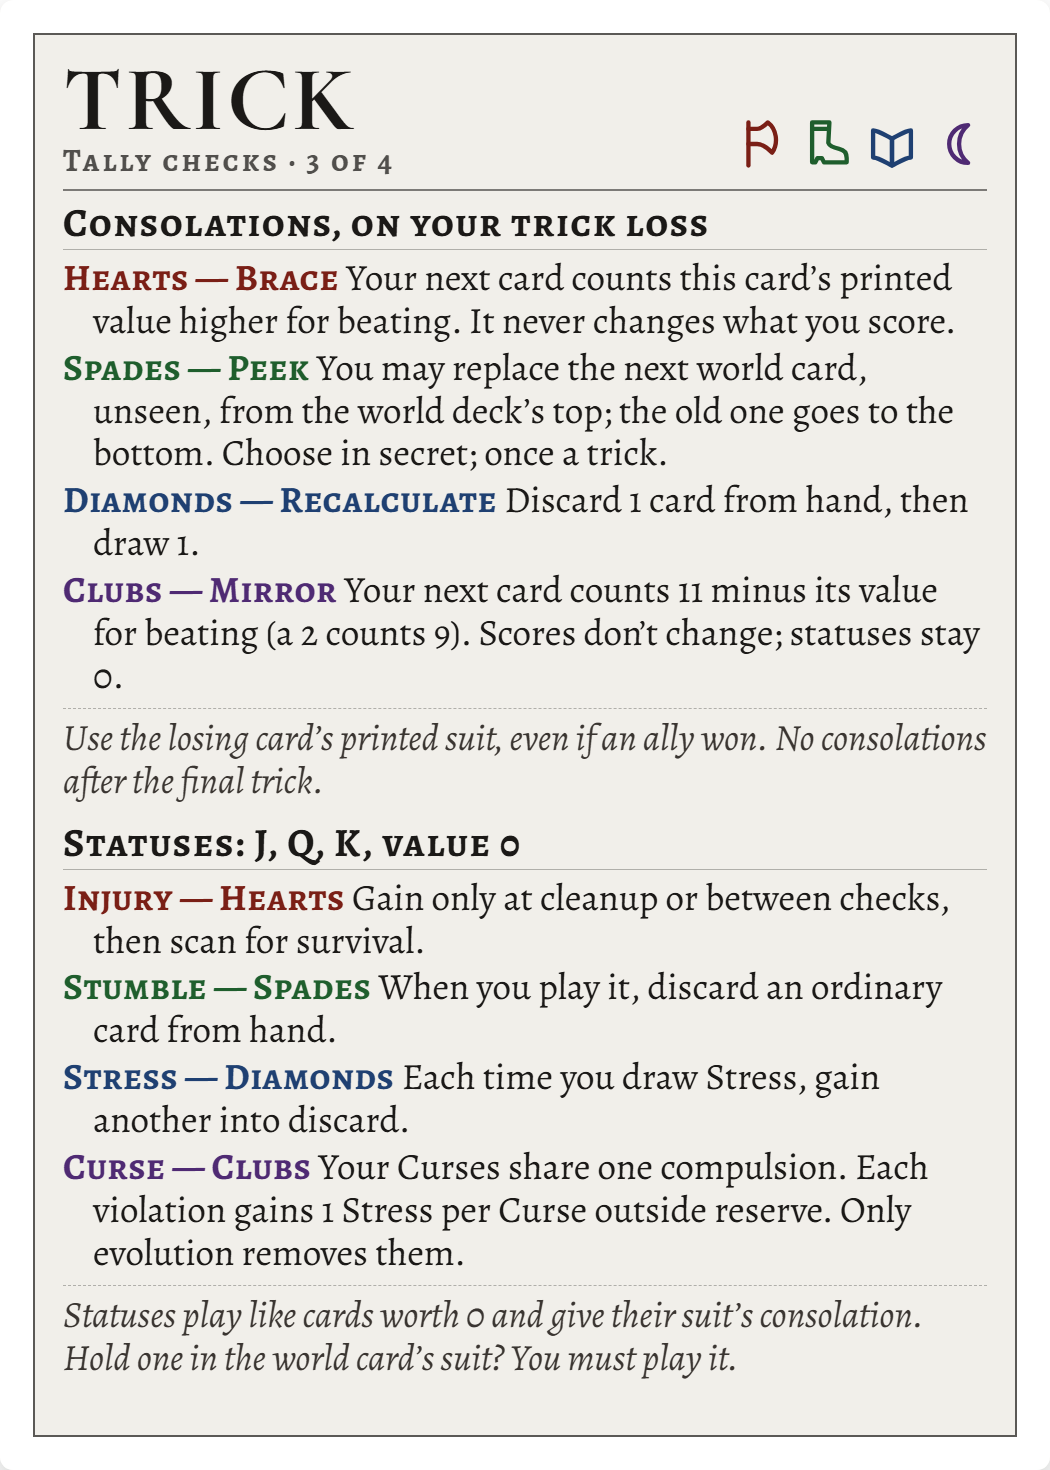 TRICK
TALLY CHECKS · 3 OF 4
CONSOLATIONS, ON YOUR TRICK LOSS
HEARTS — BRACE Your next card counts this card’s printed
value higher for beating. It never changes what you score.
SPADES — PEEK You may replace the next world card,
unseen, from the world deck’s top; the old one goes to the
bottom. Choose in secret; once a trick.
DIAMONDS — RECALCULATE Discard 1 card from hand, then
draw 1.
CLUBS — MIRROR Your next card counts 11 minus its value
for beating (a 2 counts 9). Scores don’t change; statuses stay
0.
Use the losing card’s printed suit, even if an ally won. No consolations
after the final trick.
STATUSES: J, Q, K, VALUE 0
INJURY — HEARTS Gain only at cleanup or between checks,
then scan for survival.
STUMBLE — SPADES When you play it, discard an ordinary
card from hand.
STRESS — DIAMONDS Each time you draw Stress, gain
another into discard.
CURSE — CLUBS Your Curses share one compulsion. Each
violation gains 1 Stress per Curse outside reserve. Only
evolution removes them.
Statuses play like cards worth 0 and give their suit’s consolation.
Hold one in the world card’s suit? You must play it.